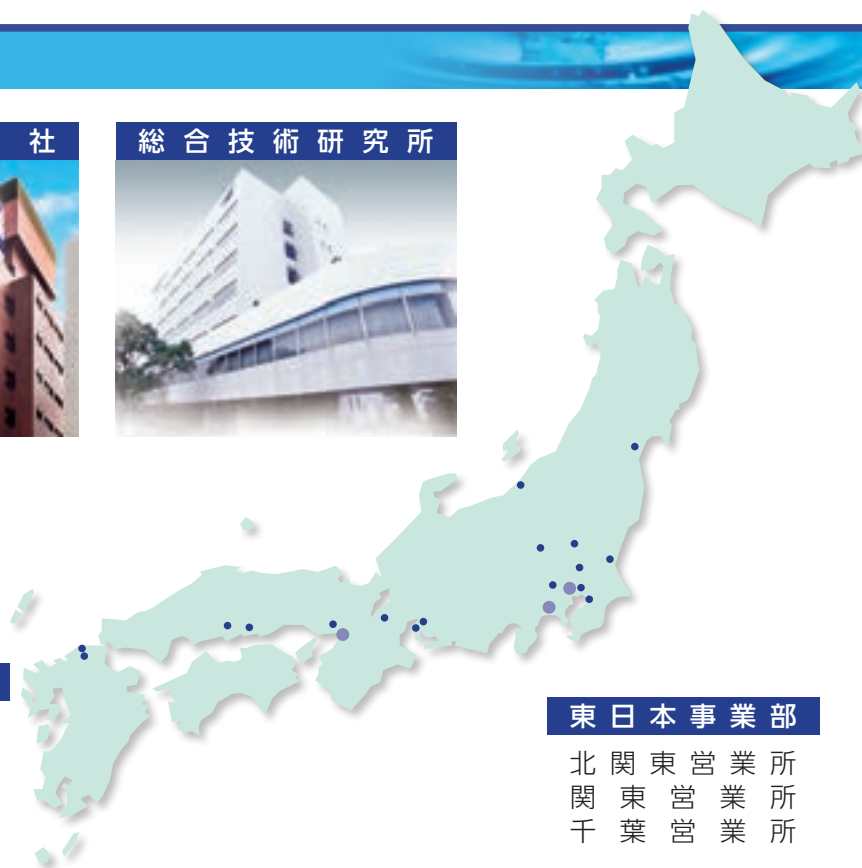 社
総合技術研究所
東日本事業部
北関東営業所
関東営業所
千葉営業所